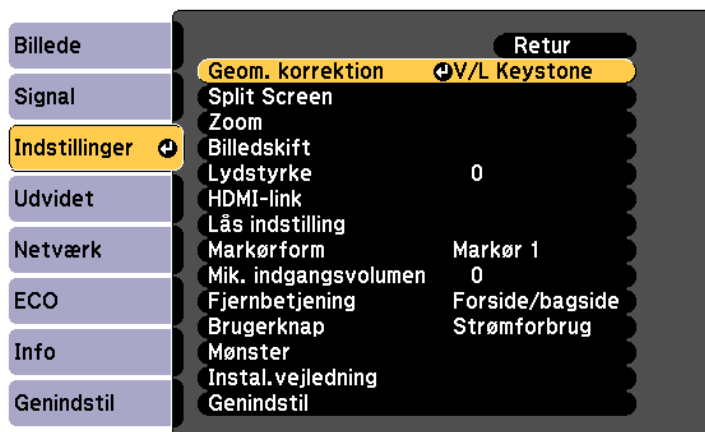 Billede
Signal
Indstillinger
Udvidet
Netværk
ECO
Info
Genindstil
Retur
Geom. korrektion V/L Keystone
Split Screen
Zoom
Billedskift
Lydstyrke 0
HDMI-link
Lås indstilling
Markørform Markør 1
Mik. indgangsvolumen 0
Fjernbetjening Forside/bagside
Brugerknap Strømforbrug
Mønster
Instal.vejledning
Genindstil